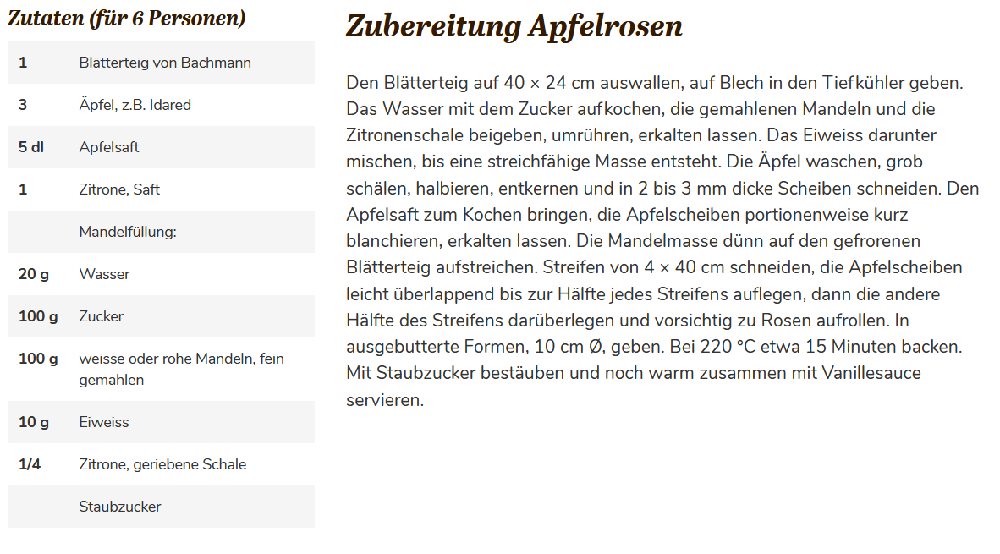 Zutaten (für 6 Personen)
1 Blätterteig von Bachmann
3 Äpfel, z.B. Idared
5 dl Apfelsaft
1 Zitrone, Saft
Mandelfüllung:
20 g Wasser
100 g Zucker
100 g weisse oder rohe Mandeln, fein
gemahlen
10 g Eiweiss
1/4 Zitrone, geriebene Schale
Staubzucker
Zubereitung Apfelrosen
Den Blätterteig auf 40 × 24 cm auswallen, auf Blech in den Tiefkühler geben.
Das Wasser mit dem Zucker aufkochen, die gemahlenen Mandeln und die
Zitronenschale beigeben, umrühren, erkalten lassen. Das Eiweiss darunter
mischen, bis eine streichfähige Masse entsteht. Die Äpfel waschen, grob
schälen, halbieren, entkernen und in 2 bis 3 mm dicke Scheiben schneiden. Den
Apfelsaft zum Kochen bringen, die Apfelscheiben portionenweise kurz
blanchieren, erkalten lassen. Die Mandelmasse dünn auf den gefrorenen
Blätterteig aufstreichen. Streifen von 4 × 40 cm schneiden, die Apfelscheiben
leicht überlappend bis zur Hälfte jedes Streifens auflegen, dann die andere
Hälfte des Streifens darüberlegen und vorsichtig zu Rosen aufrollen. In
ausgebutterte Formen, 10 cm Ø, geben. Bei 220 °C etwa 15 Minuten backen.
Mit Staubzucker bestäuben und noch warm zusammen mit Vanillesauce
servieren.